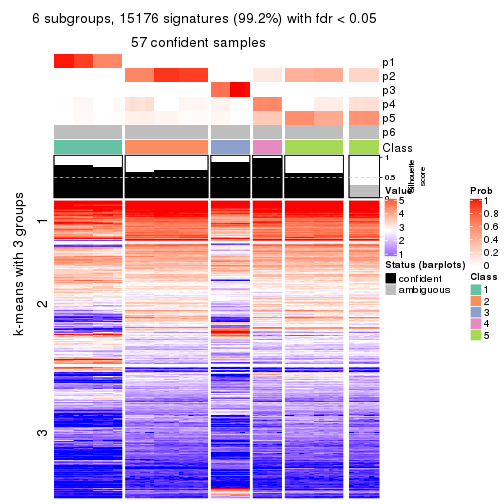 6 subgroups, 15176 signatures (99.2%) with fdr < 0.05
57 confident samples
p1
p2
p3
p4
p5
p6
Class
1
0.5
0
Silhouette
score
k-means with 3 groups
1
2
3
Value
5
4
3
2
1
Status (barplots)
confident
ambiguous
Prob
1
0.8
0.6
0.4
0.2
0
Class
1
2
3
4
5